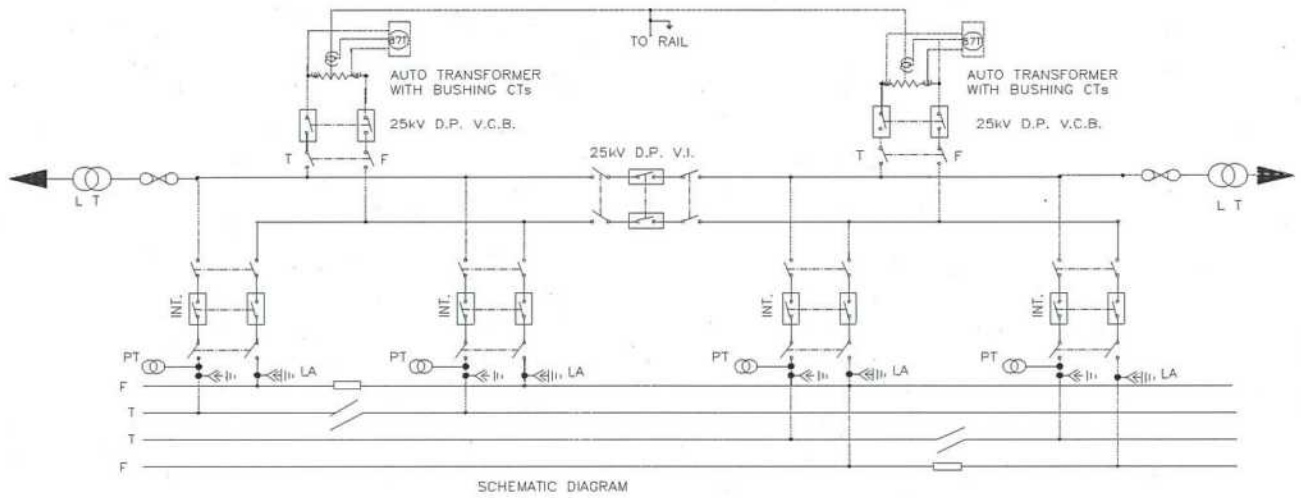 87T
87T
TO RAIL
AUTO TRANSFORMER
WITH BUSHING CTs
AUTO TRANSFORMER
WITH BUSHING CTs
25kV D.P. V.C.B.
25kV D.P. V.C.B.
T
F
25kV D.P. V.I.
T
F
L T
L T
INT.
INT.
INT.
INT.
PT
PT
PT
PT
LA
LA
LA
F
T
T
F
SCHEMATIC DIAGRAM